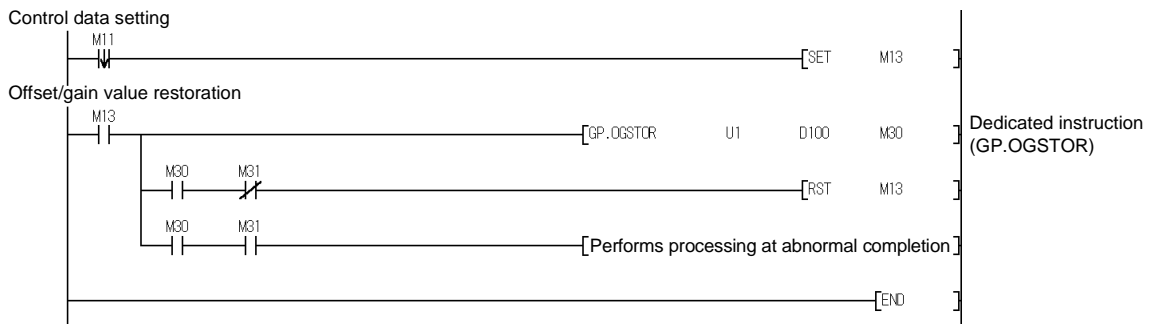 Control data setting
M11
SET M13
Offset/gain value restoration
M13
GP.OGSTOR U1 D100 M30
Dedicated instruction
(GP.OGSTOR)
M30 M31
RST M13
M30 M31
Performs processing at abnormal completion
END